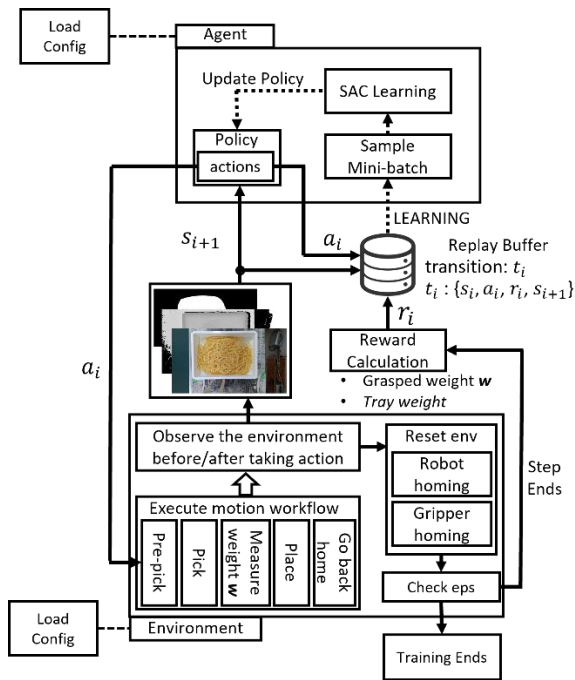 Load
Config
Agent
Update Policy
SAC Learning
Policy
actions
Sample
Mini-batch
LEARNING
s_{i+1}
a_i
Replay Buffer
transition: t_i
t_i : {s_i, a_i, r_i, s_{i+1}}
r_i
a_i
Reward
Calculation
• Grasped weight w
• Tray weight
Observe the environment
before/after taking action
Reset env
Robot
homing
Gripper
homing
Step
Ends
Execute motion workflow
Pre-pick
Pick
Measure
weight w
Place
Go back
home
Check eps
Load
Config
Environment
Training Ends